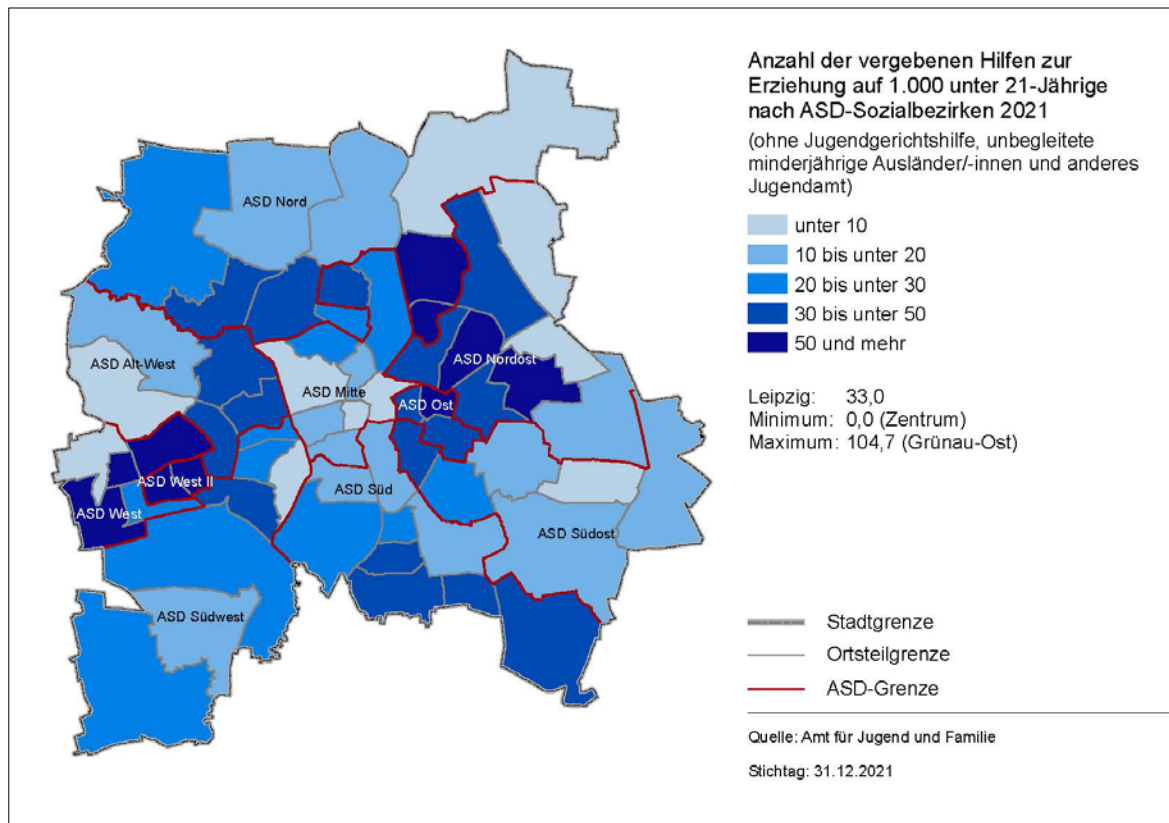 Anzahl der vergebenen Hilfen zur
Erziehung auf 1.000 unter 21-Jährige
nach ASD-Sozialbezirken 2021
(ohne Jugendgerichtshilfe, unbegleitete
minderjährige Ausländer/-innen und anderes
Jugendamt)
unter 10
10 bis unter 20
20 bis unter 30
30 bis unter 50
50 und mehr
Leipzig: 33,0
Minimum: 0,0 (Zentrum)
Maximum: 104,7 (Grünau-Ost)
ASD Nord
ASD Alt-West
ASD Nordost
ASD Mitte
ASD Ost
ASD West II
ASD Süd
ASD West
ASD Südost
ASD Südwest
Stadtgrenze
Ortsteilgrenze
ASD-Grenze
Quelle: Amt für Jugend und Familie
Stichtag: 31.12.2021